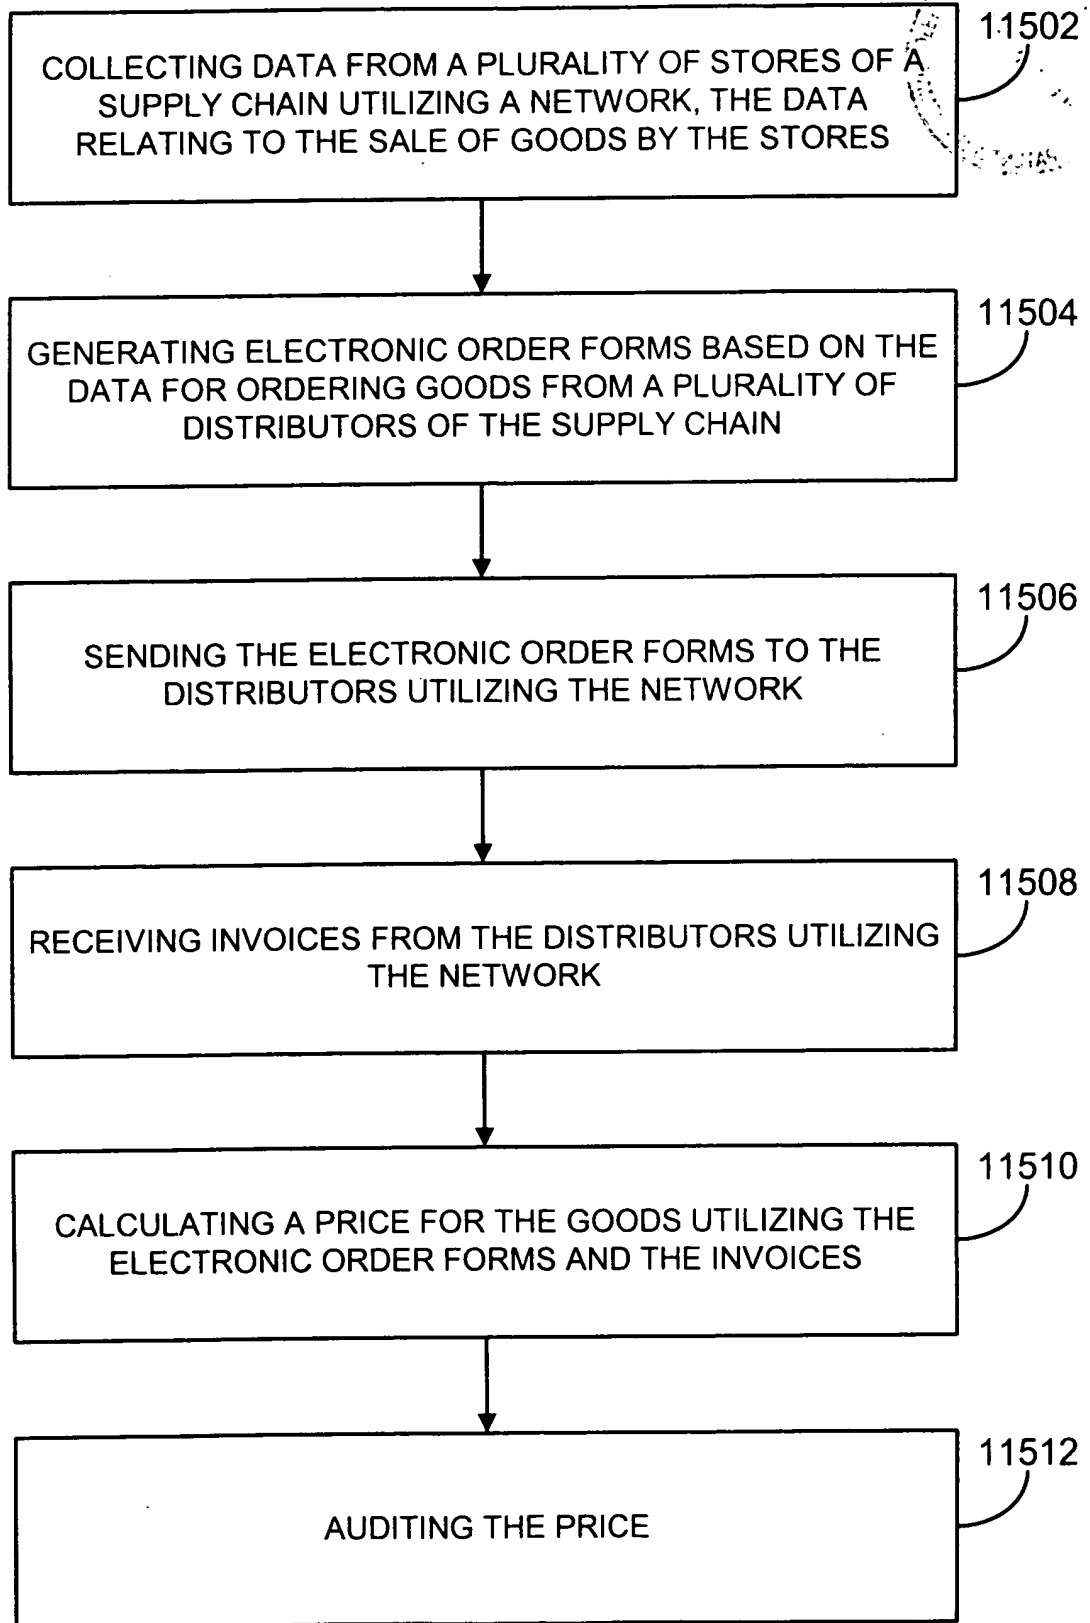 11502
COLLECTING DATA FROM A PLURALITY OF STORES OF A
SUPPLY CHAIN UTILIZING A NETWORK, THE DATA
RELATING TO THE SALE OF GOODS BY THE STORES
11504
GENERATING ELECTRONIC ORDER FORMS BASED ON THE
DATA FOR ORDERING GOODS FROM A PLURALITY OF
DISTRIBUTORS OF THE SUPPLY CHAIN
11506
SENDING THE ELECTRONIC ORDER FORMS TO THE
DISTRIBUTORS UTILIZING THE NETWORK
11508
RECEIVING INVOICES FROM THE DISTRIBUTORS UTILIZING
THE NETWORK
11510
CALCULATING A PRICE FOR THE GOODS UTILIZING THE
ELECTRONIC ORDER FORMS AND THE INVOICES
11512
AUDITING THE PRICE